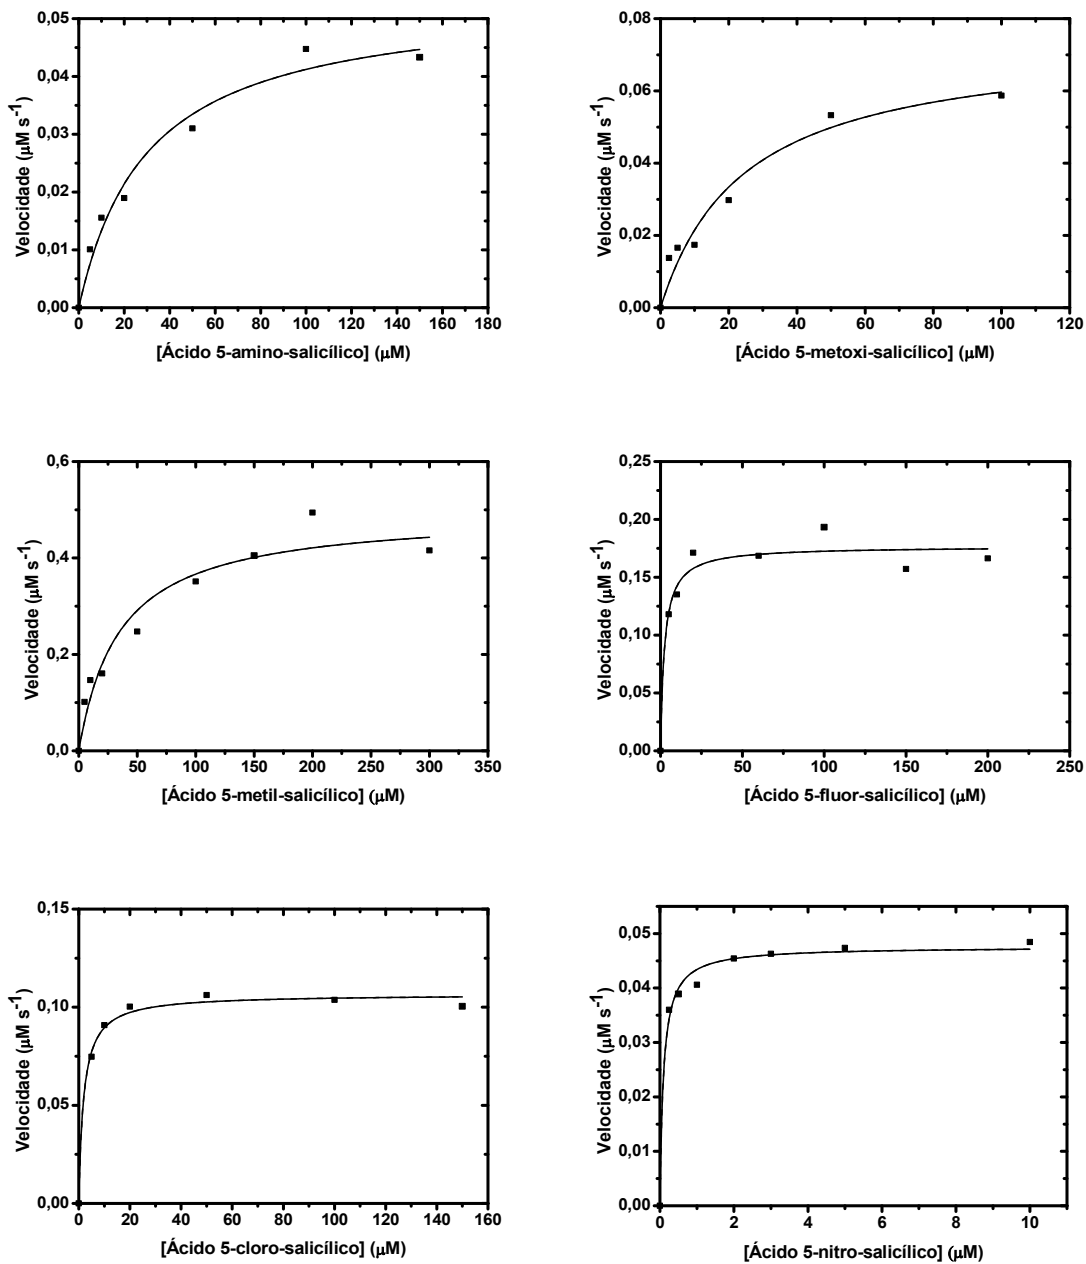 0,05
0,04
0,03
0,02
0,01
0,00
Velocidade (μM s-1)
0 20 40 60 80 100 120 140 160 180
[Ácido 5-amino-salicílico] (μM)
0,08
0,06
0,04
0,02
0,00
Velocidade (μM s-1)
0 20 40 60 80 100 120
[Ácido 5-metoxi-salicílico] (μM)
0,6
0,4
0,2
0,0
Velocidade (μM s-1)
0 50 100 150 200 250 300 350
[Ácido 5-metil-salicílico] (μM)
0,25
0,20
0,15
0,10
0,05
0,00
Velocidade (μM s-1)
0 50 100 150 200 250
[Ácido 5-fluor-salicílico] (μM)
0,15
0,10
0,05
0,00
Velocidade (μM s-1)
0 20 40 60 80 100 120 140 160
[Ácido 5-cloro-salicílico] (μM)
0,05
0,04
0,03
0,02
0,01
0,00
Velocidade (μM s-1)
0 2 4 6 8 10
[Ácido 5-nitro-salicílico] (μM)